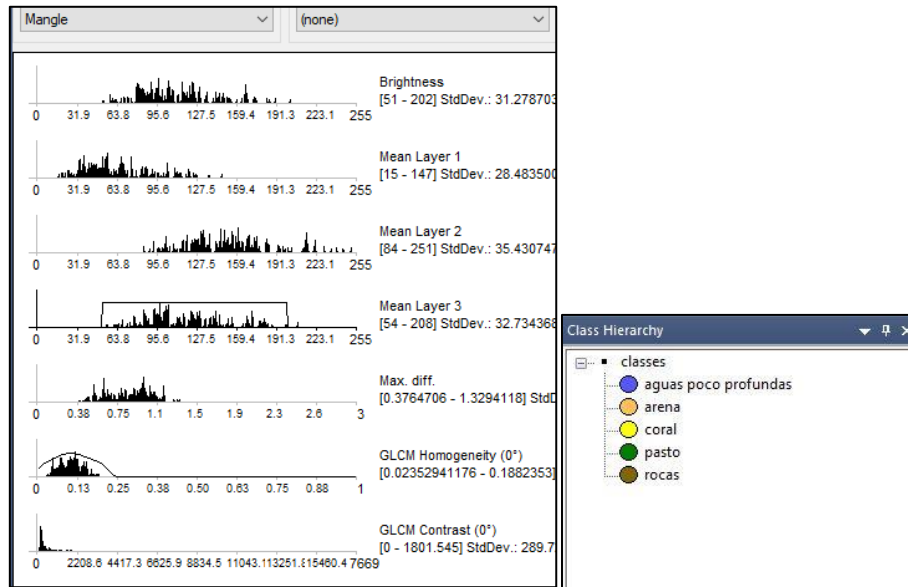 Mangle (none)
Brightness
[51 - 202] StdDev.: 31.278703
0 31.9 63.8 95.6 127.5 159.4 191.3 223.1 255
Mean Layer 1
[15 - 147] StdDev.: 28.483500
0 31.9 63.8 95.6 127.5 159.4 191.3 223.1 255
Mean Layer 2
[84 - 251] StdDev.: 35.430747
0 31.9 63.8 95.6 127.5 159.4 191.3 223.1 255
Mean Layer 3
[54 - 208] StdDev.: 32.734368
0 31.9 63.8 95.6 127.5 159.4 191.3 223.1 255
Max. diff.
[0.3764706 - 1.3294118] StdD
0 0.38 0.75 1.1 1.5 1.9 2.3 2.6 3
GLCM Homogeneity (0°)
[0.02352941176 - 0.1882353]
0 0.13 0.25 0.38 0.50 0.63 0.75 0.88 1
GLCM Contrast (0°)
[0 - 1801.545] StdDev.: 289.7
0 2208.6 4417.3 6625.9 8834.5 11043.1 13251.8 15460.4 7669
Class Hierarchy
classes
aguas poco profundas
arena
coral
pasto
rocas